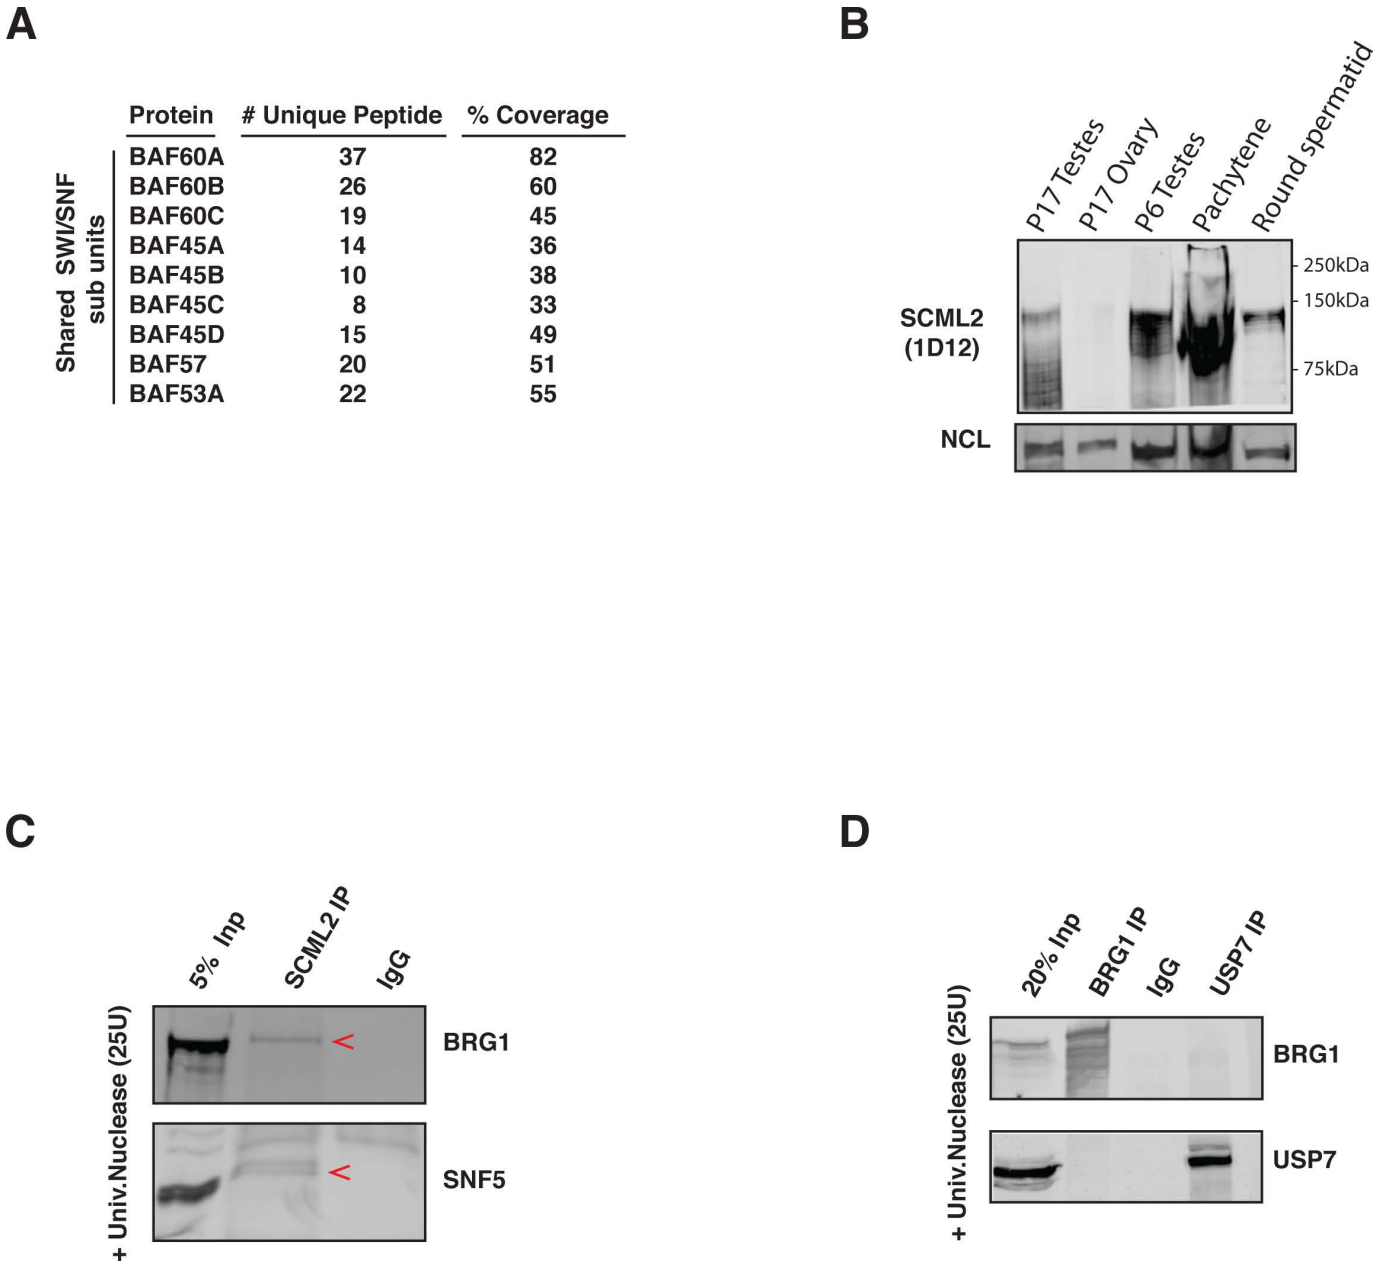 A
Protein # Unique Peptide % Coverage
Shared SWI/SNF
sub units
BAF60A 37 82
BAF60B 26 60
BAF60C 19 45
BAF45A 14 36
BAF45B 10 38
BAF45C 8 33
BAF45D 15 49
BAF57 20 51
BAF53A 22 55
B
P17 Testes
P17 Ovary
P6 Testes
Pachytene
Round spermatid
SCML2
(1D12)
250kDa
150kDa
75kDa
NCL
C
5% Inp
SCML2 IP
IgG
+ Univ.Nuclease (25U)
BRG1
SNF5
D
20% Inp
BRG1 IP
IgG
USP7 IP
+ Univ.Nuclease (25U)
BRG1
USP7